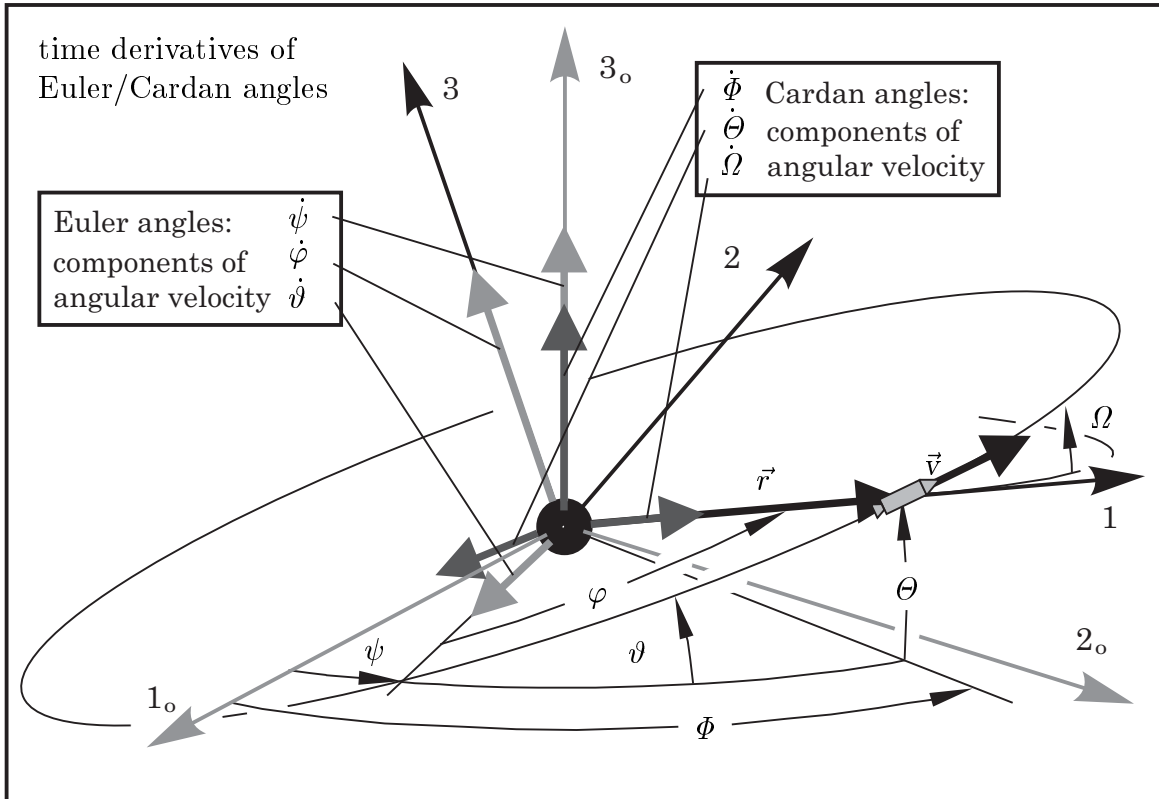 time derivatives of
Euler/Cardan angles
3
3ₒ
Φ̇ Cardan angles:
Θ̇ components of
Ω̇ angular velocity
Euler angles: ψ̇
components of φ̇
angular velocity ϑ̇
2
Ω
r⃗
v⃗
1
φ
Θ
ψ
ϑ
2ₒ
1ₒ
Φ